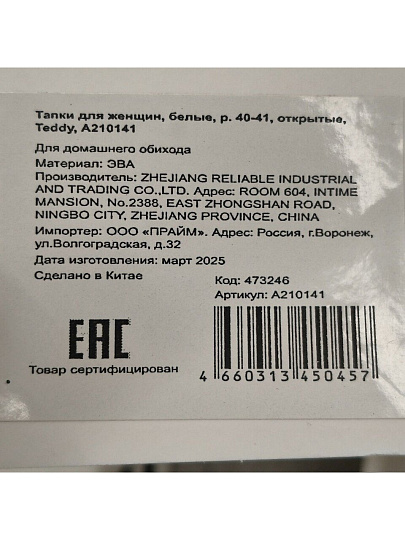 Тапки для женщин, белые, р. 40-41, открытые,
Teddy, A210141
Для домашнего обихода
Материал: ЭВА
Производитель: ZHEJIANG RELIABLE INDUSTRIAL
AND TRADING CO.,LTD. Адрес: ROOM 604, INTIME
MANSION, No.2388, EAST ZHONGSHAN ROAD,
NINGBO CITY, ZHEJIANG PROVINCE, CHINA
Импортер: ООО «ПРАЙМ». Адрес: Россия, г.Воронеж,
ул.Волгоградская, д.32
Дата изготовления: март 2025
Сделано в Китае
Код: 473246
Артикул: A210141
EAC
Товар сертифицирован
4 660313 450457